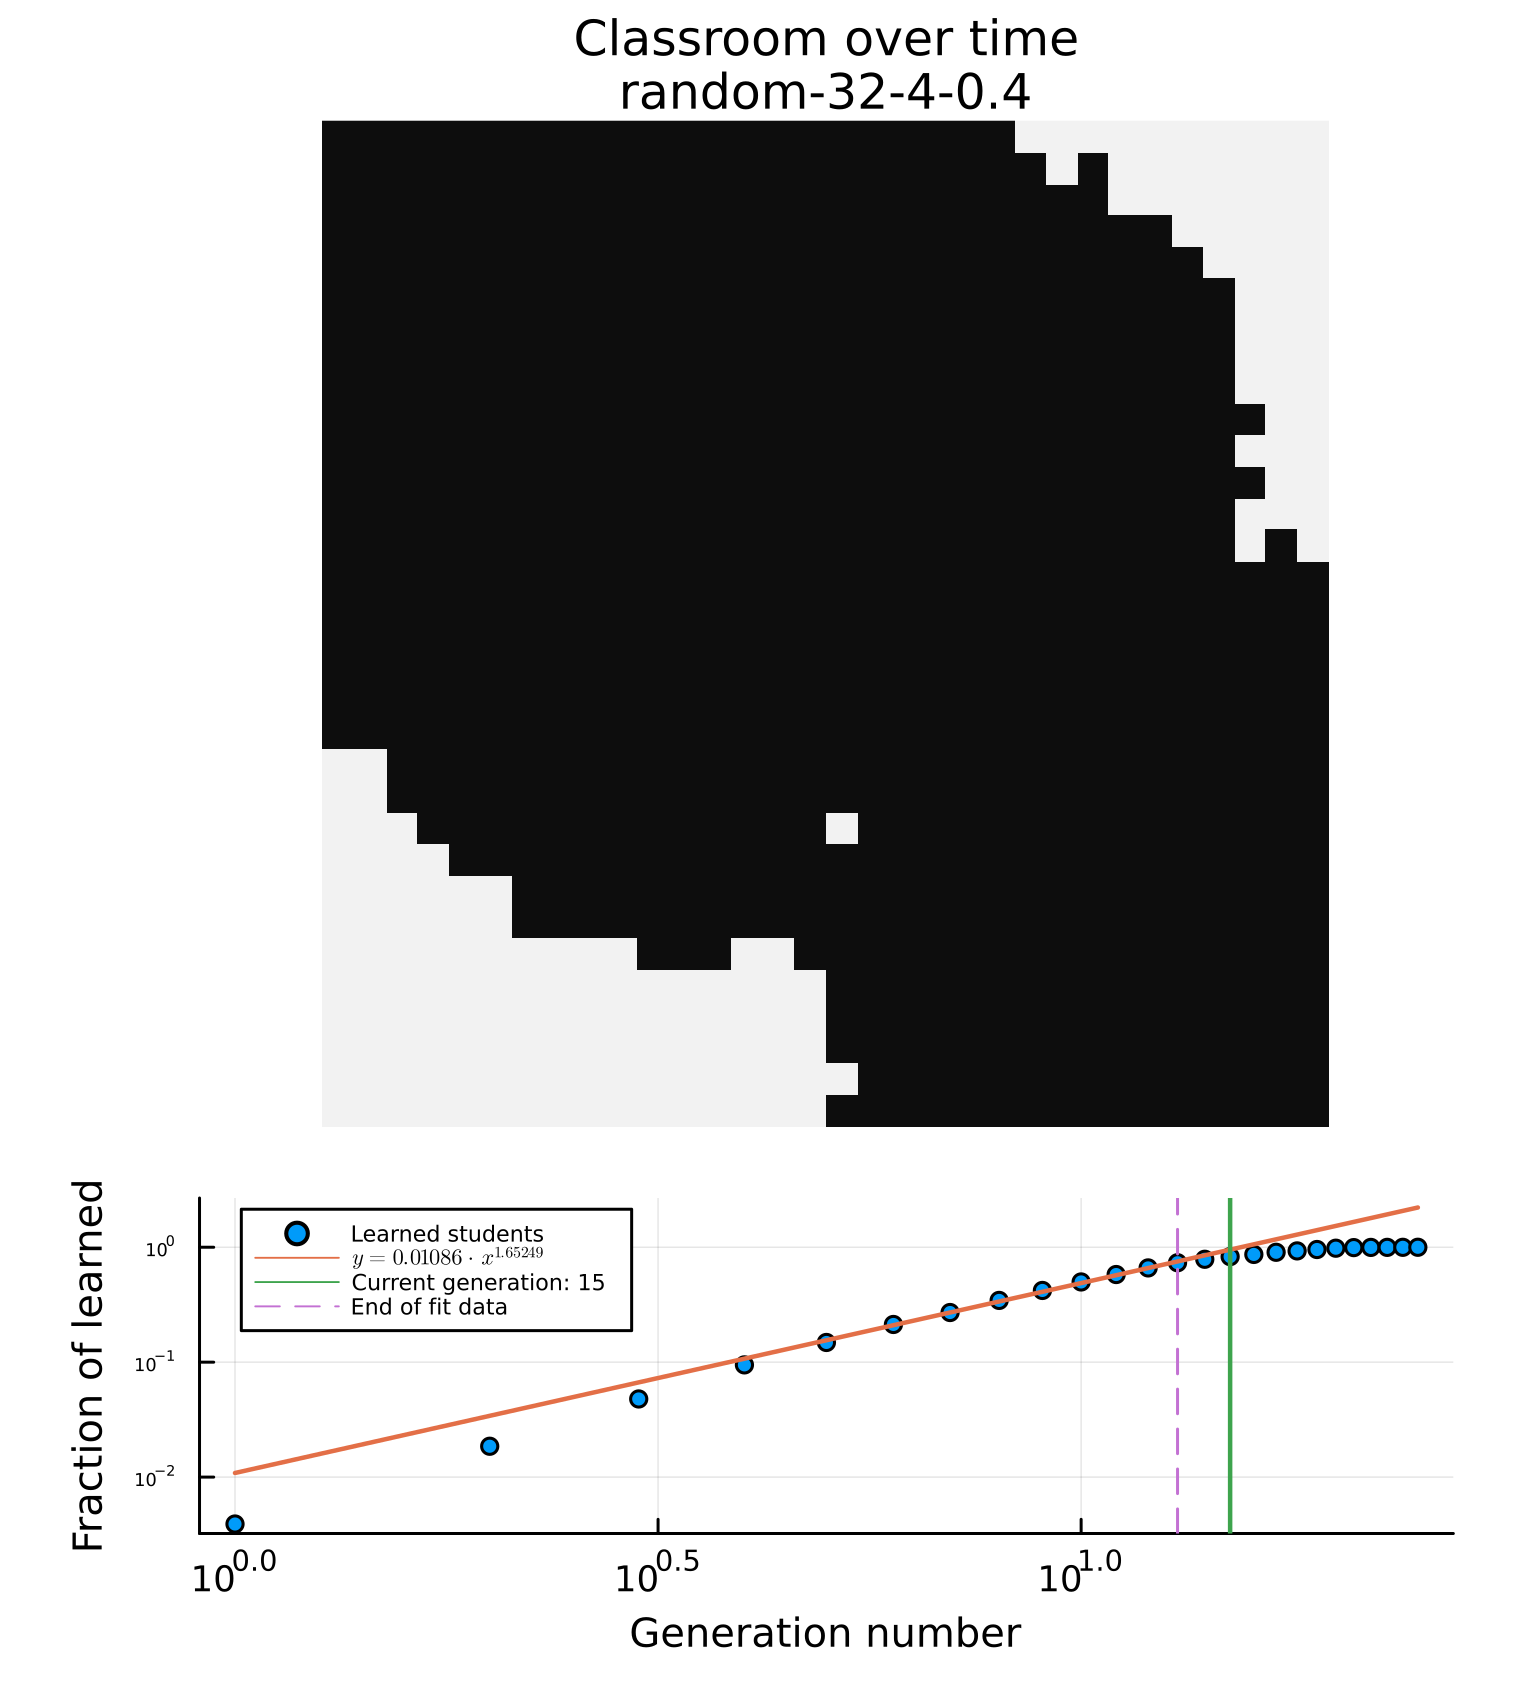 Classroom over time
random-32-4-0.4
Fraction of learned
10⁰
10⁻¹
10⁻²
Learned students
y = 0.01086 · x^1.65249
Current generation: 15
End of fit data
10^0.0
10^0.5
10^1.0
Generation number